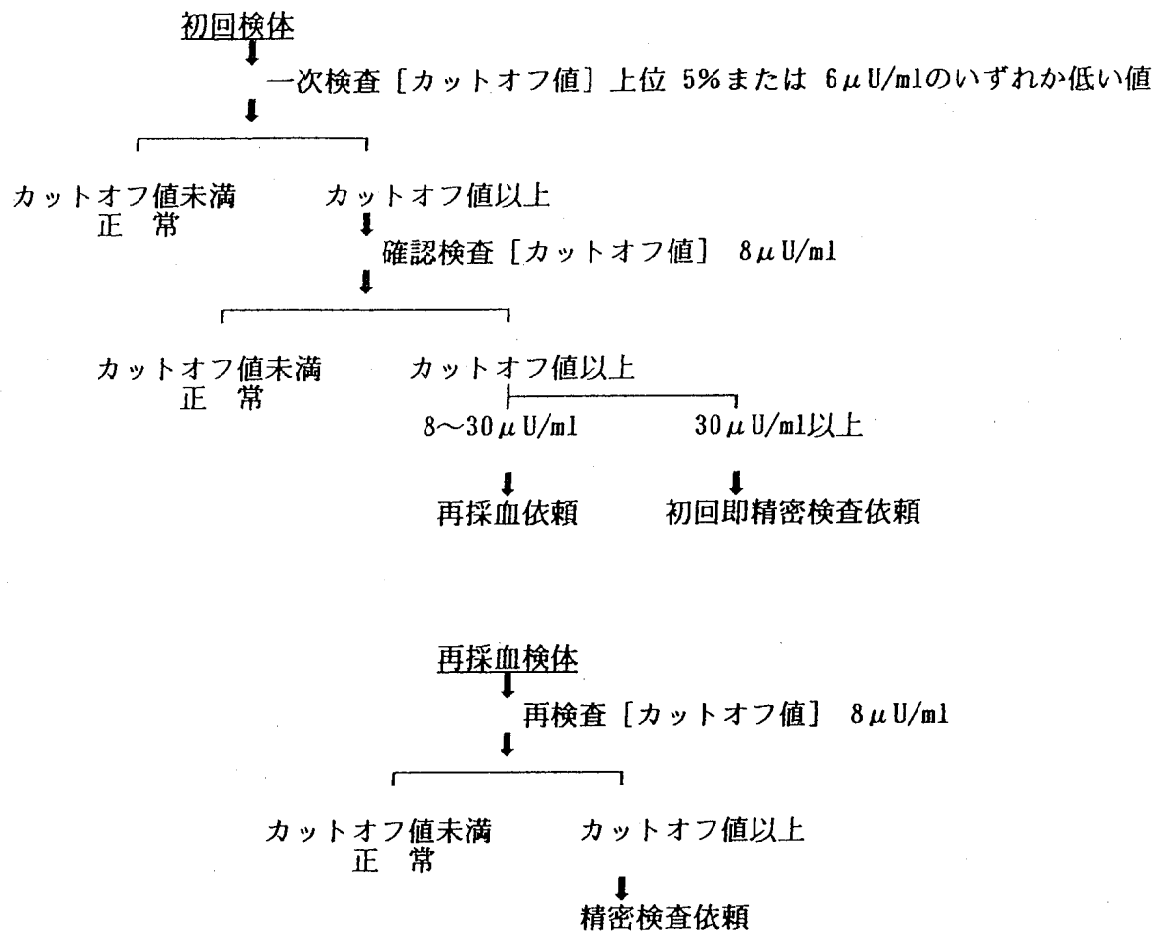 初回検体
一次検査［カットオフ値］上位 5％または 6μU/mlのいずれか低い値
カットオフ値未満 カットオフ値以上
正 常
確認検査［カットオフ値］ 8μU/ml
カットオフ値未満 カットオフ値以上
正 常
8～30μU/ml 30μU/ml以上
再採血依頼 初回即精密検査依頼
再採血検体
再検査［カットオフ値］ 8μU/ml
カットオフ値未満 カットオフ値以上
正 常
精密検査依頼